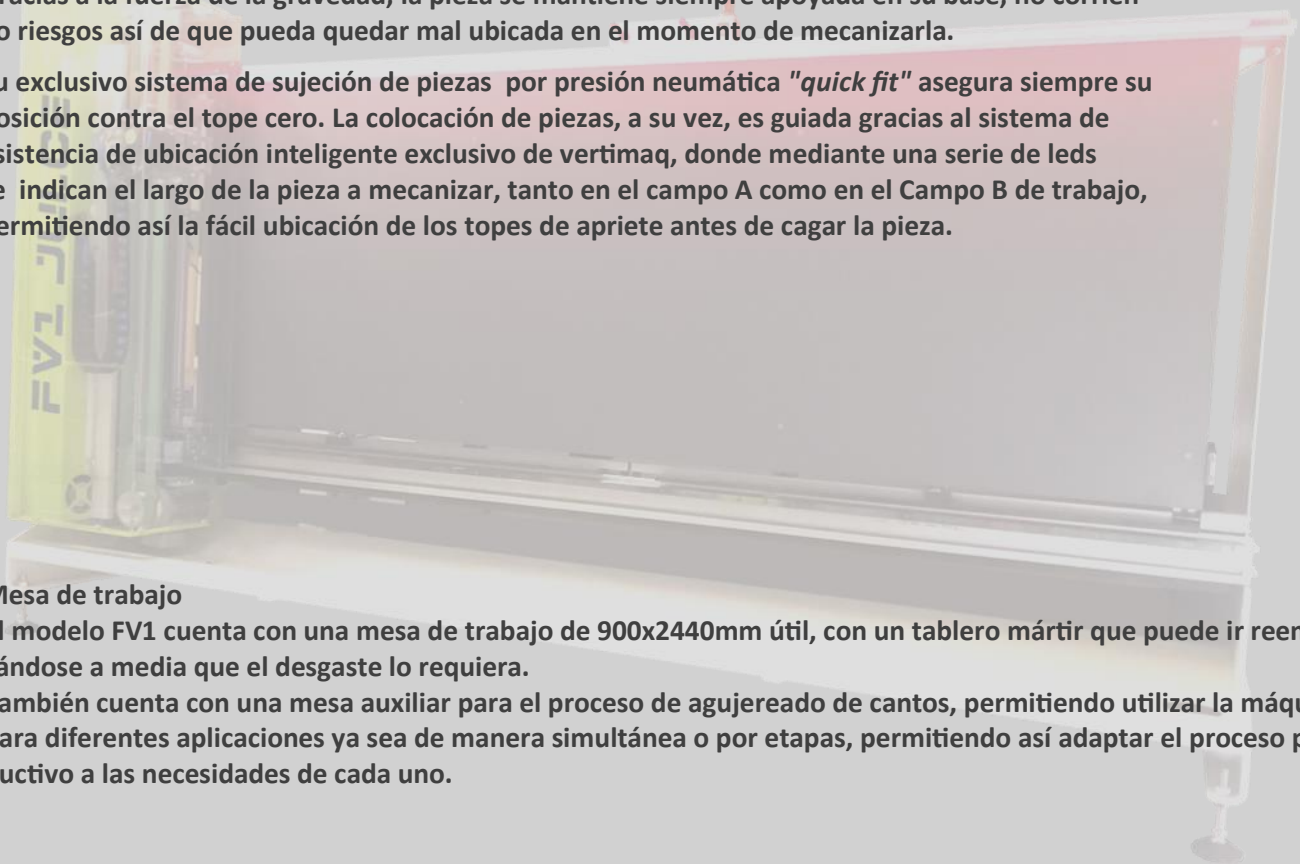 racias a la fuerza de la gravedad, la pieza se mantiene siempre apoyada en su base, no corrien
o riesgos así de que pueda quedar mal ubicada en el momento de mecanizarla.
u exclusivo sistema de sujeción de piezas por presión neumática "quick fit" asegura siempre su
osición contra el tope cero. La colocación de piezas, a su vez, es guiada gracias al sistema de
sistencia de ubicación inteligente exclusivo de vertimaq, donde mediante una serie de leds
e indican el largo de la pieza a mecanizar, tanto en el campo A como en el Campo B de trabajo,
ermitiendo así la fácil ubicación de los topes de apriete antes de cagar la pieza.
FV1
Mesa de trabajo
l modelo FV1 cuenta con una mesa de trabajo de 900x2440mm útil, con un tablero mártir que puede ir reem
ándose a media que el desgaste lo requiera.
ambién cuenta con una mesa auxiliar para el proceso de agujereado de cantos, permitiendo utilizar la máqu
ara diferentes aplicaciones ya sea de manera simultánea o por etapas, permitiendo así adaptar el proceso p
uctivo a las necesidades de cada uno.